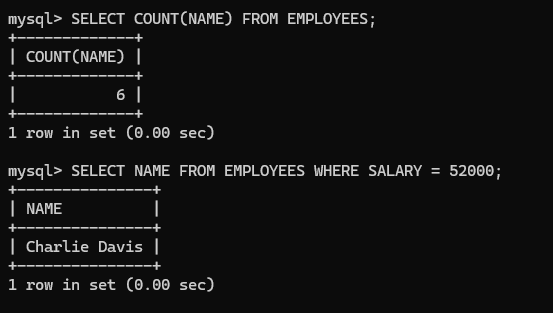 mysql> SELECT COUNT(NAME) FROM EMPLOYEES;
+-------------+
| COUNT(NAME) |
+-------------+
|           6 |
+-------------+
1 row in set (0.00 sec)

mysql> SELECT NAME FROM EMPLOYEES WHERE SALARY = 52000;
+---------------+
| NAME          |
+---------------+
| Charlie Davis |
+---------------+
1 row in set (0.00 sec)